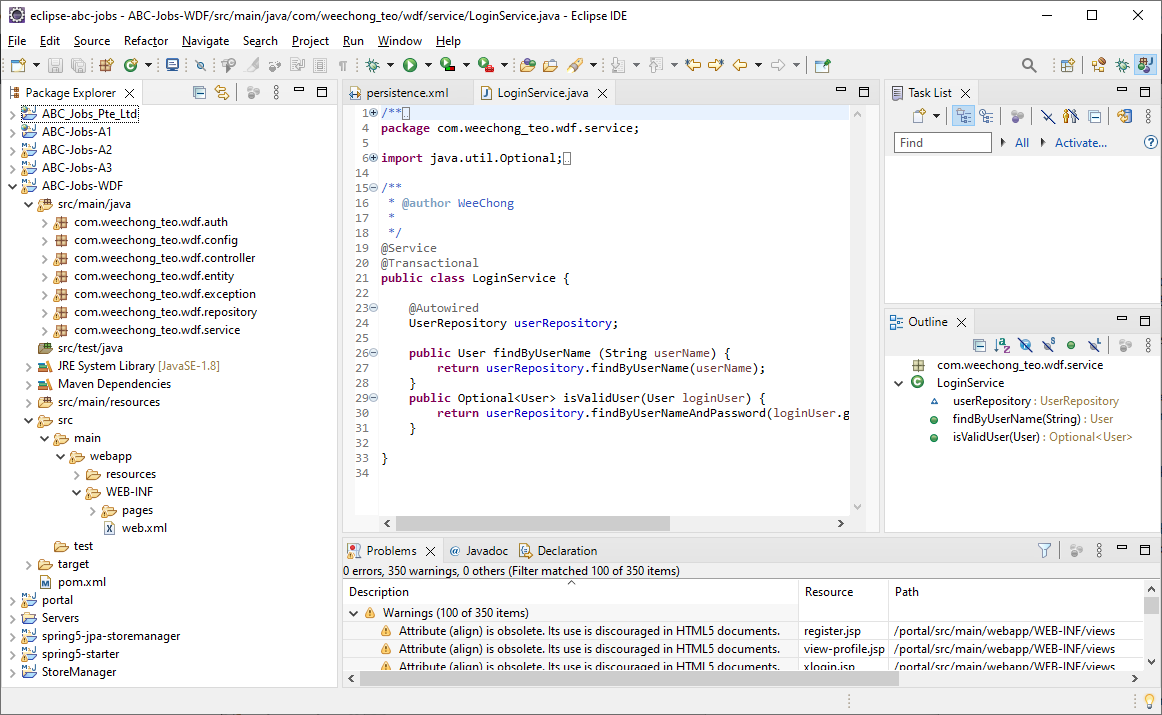 eclipse-abc-jobs - ABC-Jobs-WDF/src/main/java/com/weechong_teo/wdf/service/LoginService.java - Eclipse IDE
File Edit Source Refactor Navigate Search Project Run Window Help
Package Explorer
ABC_Jobs_Pte_Ltd
ABC-Jobs-A1
ABC-Jobs-A2
ABC-Jobs-A3
ABC-Jobs-WDF
src/main/java
com.weechong_teo.wdf.auth
com.weechong_teo.wdf.config
com.weechong_teo.wdf.controller
com.weechong_teo.wdf.entity
com.weechong_teo.wdf.exception
com.weechong_teo.wdf.repository
com.weechong_teo.wdf.service
src/test/java
JRE System Library [JavaSE-1.8]
Maven Dependencies
src/main/resources
src
main
webapp
resources
WEB-INF
pages
web.xml
test
target
pom.xml
portal
Servers
spring5-jpa-storemanager
spring5-starter
StoreManager
persistence.xml LoginService.java
1 /**
4 package com.weechong_teo.wdf.service;
5
6 import java.util.Optional;
14
15 /**
16 * @author WeeChong
17 *
18 */
19 @Service
20 @Transactional
21 public class LoginService {
22
23 @Autowired
24 UserRepository userRepository;
25
26 public User findByUserName (String userName) {
27 return userRepository.findByUserName(userName);
28 }
29 public Optional<User> isValidUser(User loginUser) {
30 return userRepository.findByUserNameAndPassword(loginUser.g
31 }
32
33 }
34
Task List
Find All Activate...
Outline
com.weechong_teo.wdf.service
LoginService
userRepository : UserRepository
findByUserName(String) : User
isValidUser(User) : Optional<User>
Problems @ Javadoc Declaration
0 errors, 350 warnings, 0 others (Filter matched 100 of 350 items)
Description Resource Path
Warnings (100 of 350 items)
Attribute (align) is obsolete. Its use is discouraged in HTML5 documents. register.jsp /portal/src/main/webapp/WEB-INF/views
Attribute (align) is obsolete. Its use is discouraged in HTML5 documents. view-profile.jsp /portal/src/main/webapp/WEB-INF/views
Attribute (align) is obsolete. Its use is discouraged in HTML5 documents. xlogin.jsp /portal/src/main/webapp/WEB-INF/views